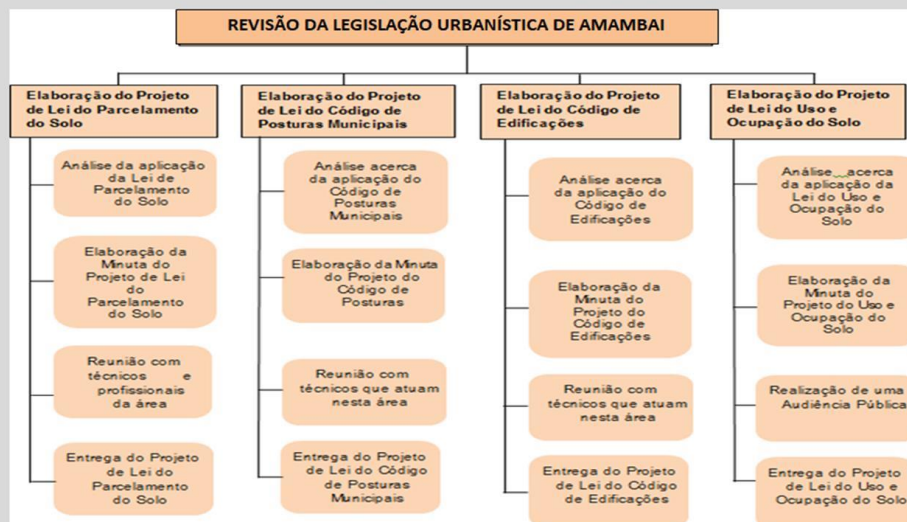 REVISÃO DA LEGISLAÇÃO URBANÍSTICA DE AMAMBAI
Elaboração do Projeto
de Lei do Parcelamento
do Solo
Análise da aplicação
da Lei de
Parcelamento
do Solo
Elaboração da
Minuta do
Projeto de Lei
do
Parcelamento
do Solo
Reunião com
técnicos e
profissionais
da área
Entrega do Projeto
de Lei do
Parcelamento
do Solo
Elaboração do Projeto
de Lei do Código de
Posturas Municipais
Análise acerca
da aplicação do
Código de
Posturas
Municipais
Elaboração da Minuta
do Projeto do
Código de
Posturas
Reunião com
técnicos que atuam
nesta área
Entrega do Projeto
de Lei do Código
de Posturas
Municipais
Elaboração do Projeto
de Lei do Código de
Edificações
Análise acerca
da aplicação do
Código de
Edificações
Elaboração da
Minuta do
Projeto do
Código de
Edificações
Reunião com
técnicos que atuam
nesta área
Entrega do Projeto
de Lei do Código
de Edificações
Elaboração do Projeto
de Lei do Uso e
Ocupação do Solo
Análise acerca
da aplicação da
Lei do Uso e
Ocupação do
Solo
Elaboração da
Minuta do
Projeto do Uso e
Ocupação do
Solo
Realização de uma
Audiência Pública
Entrega do Projeto
de Lei do Uso e
Ocupação do Solo